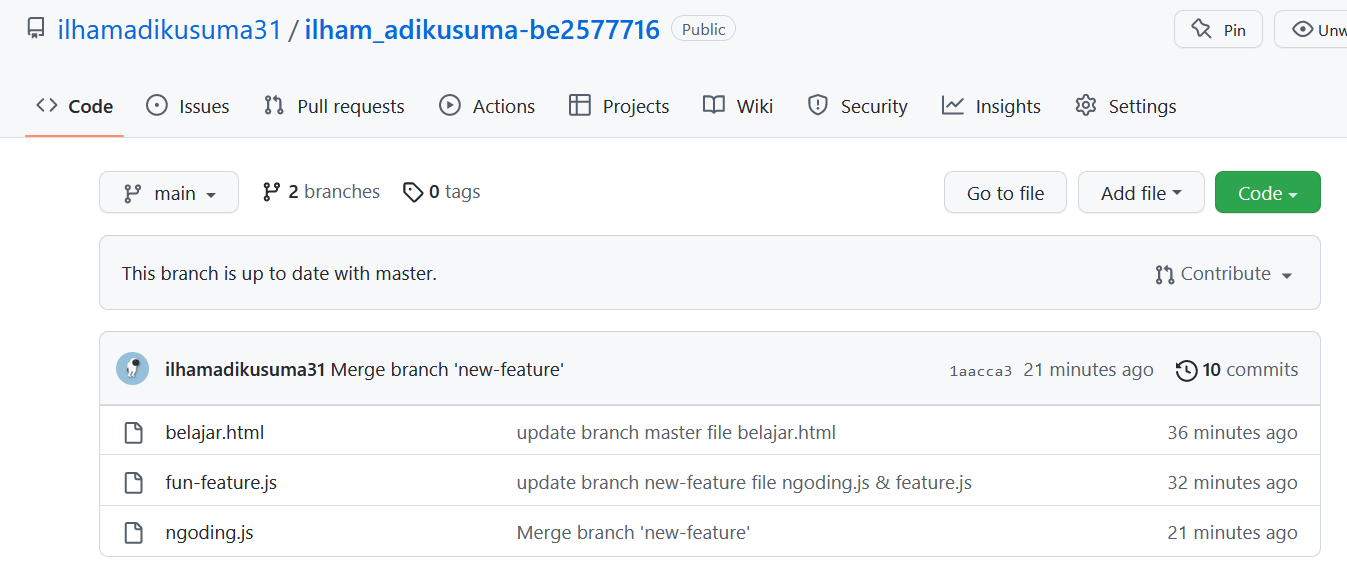 ilhamadikusuma31 / ilham_adikusuma-be2577716 Public Pin Unw
Code Issues Pull requests Actions Projects Wiki Security Insights Settings
main 2 branches 0 tags Go to file Add file Code
This branch is up to date with master. Contribute
ilhamadikusuma31 Merge branch 'new-feature' 1aacca3 21 minutes ago 10 commits
belajar.html update branch master file belajar.html 36 minutes ago
fun-feature.js update branch new-feature file ngoding.js & feature.js 32 minutes ago
ngoding.js Merge branch 'new-feature' 21 minutes ago